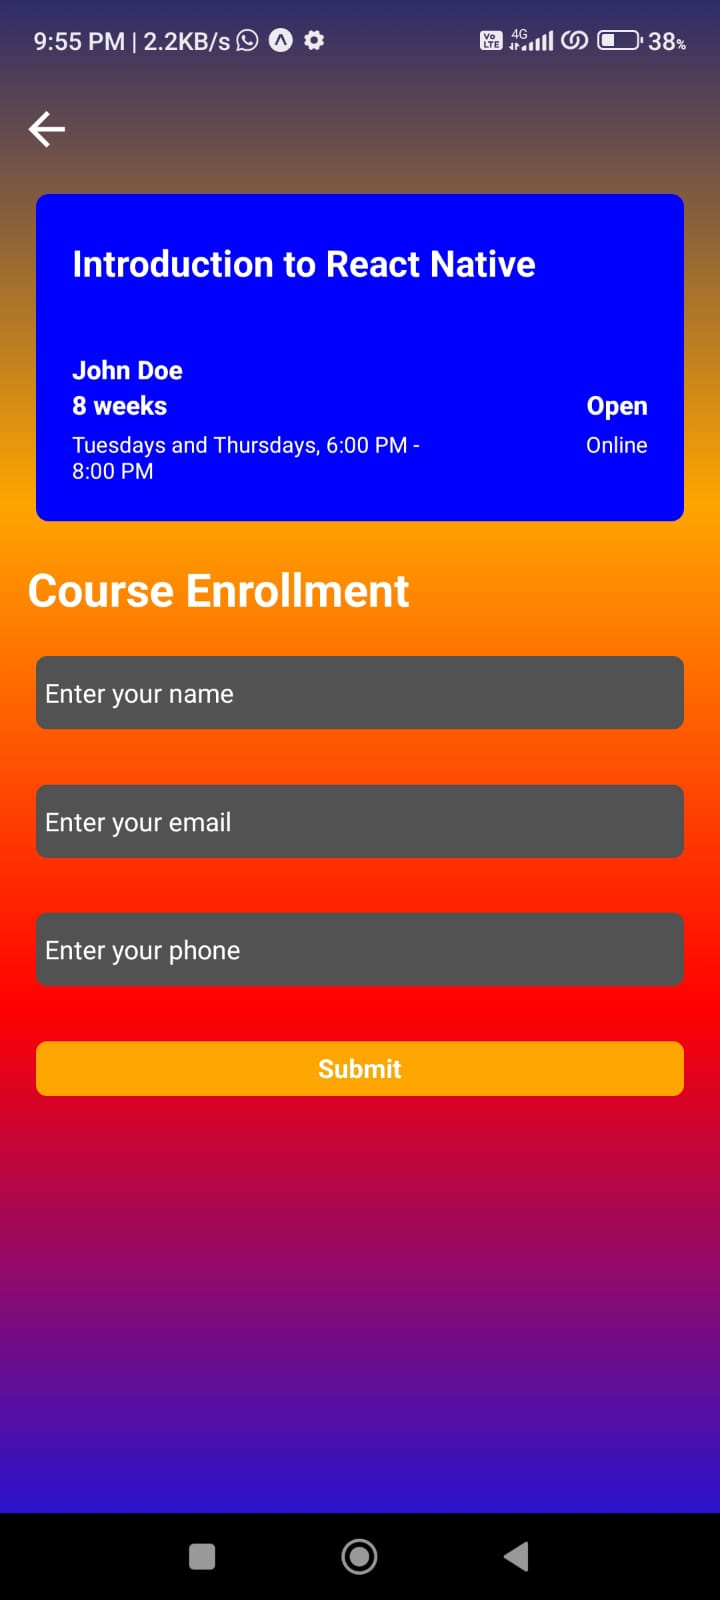 9:55 PM | 2.2KB/s Vo LTE 4G 38%
Introduction to React Native
John Doe
8 weeks Open
Tuesdays and Thursdays, 6:00 PM - Online
8:00 PM
Course Enrollment
Enter your name
Enter your email
Enter your phone
Submit